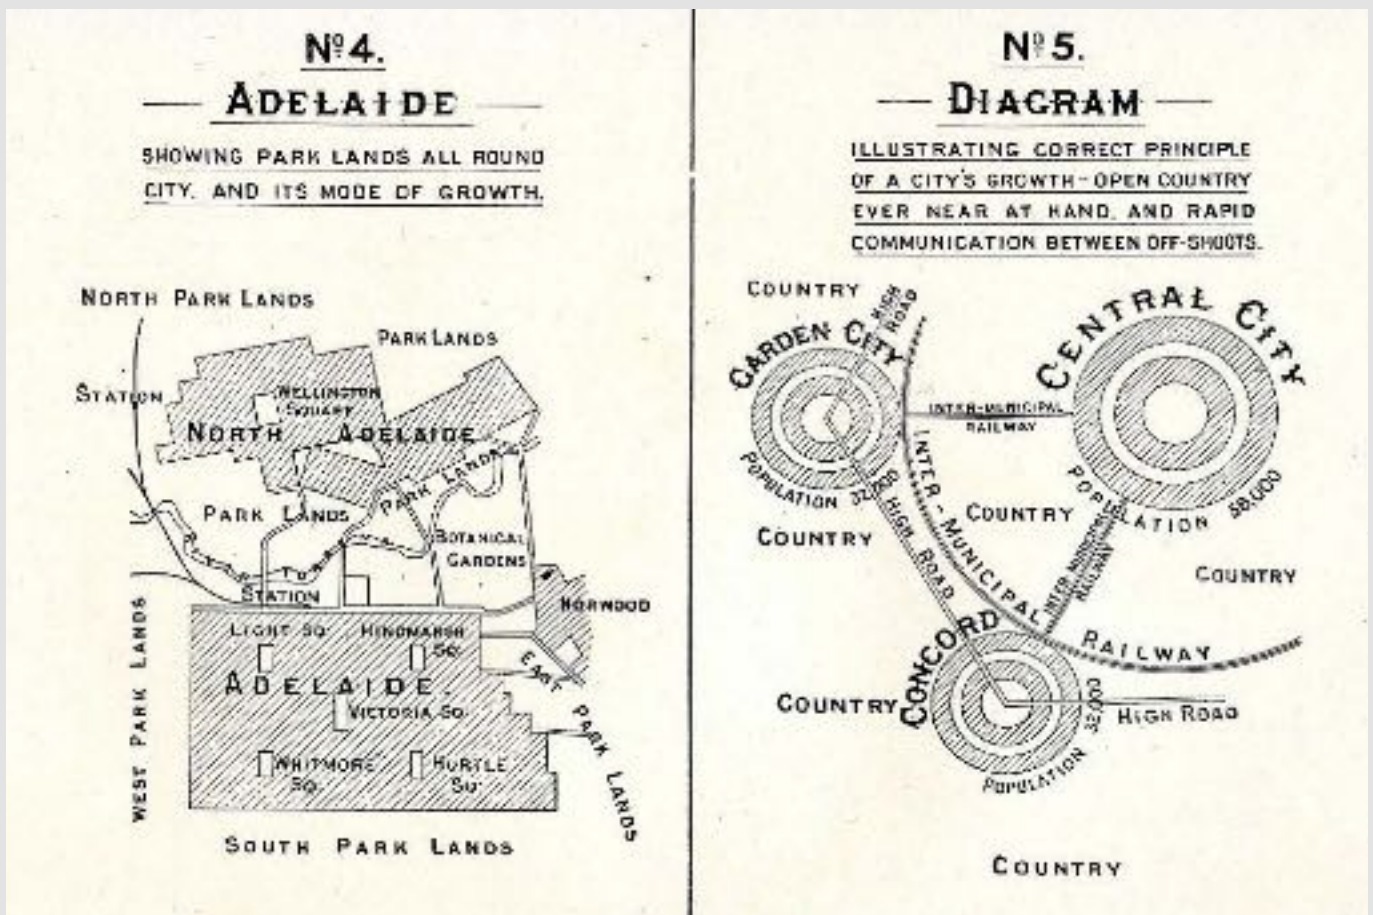 Nº 4.
ADELAIDE
SHOWING PARK LANDS ALL ROUND
CITY, AND ITS MODE OF GROWTH.
NORTH PARK LANDS
PARK LANDS
STATION
WELLINGTON
SQUARE
NORTH ADELAIDE
PARK LANDS
PARK LANDS
RIVER TORRENS
BOTANICAL
GARDENS
STATION
NORWOOD
LIGHT SQ.
HINDMARSH
SQ.
EAST PARK LANDS
ADELAIDE.
VICTORIA SQ.
WHITMORE
SQ.
HURTLE
SQ.
WEST PARK LANDS
SOUTH PARK LANDS
Nº 5.
DIAGRAM
ILLUSTRATING CORRECT PRINCIPLE
OF A CITY'S GROWTH - OPEN COUNTRY
EVER NEAR AT HAND, AND RAPID
COMMUNICATION BETWEEN OFF-SHOOTS.
COUNTRY
HIGH
ROAD
GARDEN CITY
POPULATION 32,000
CENTRAL CITY
POPULATION 58,000
INTER-MUNICIPAL
RAILWAY
INTER-MUNICIPAL RAILWAY
HIGH ROAD
COUNTRY
COUNTRY
INTER-MUNICIPAL
RAILWAY
COUNTRY
CONCORD
POPULATION 32,000
COUNTRY
HIGH ROAD
COUNTRY